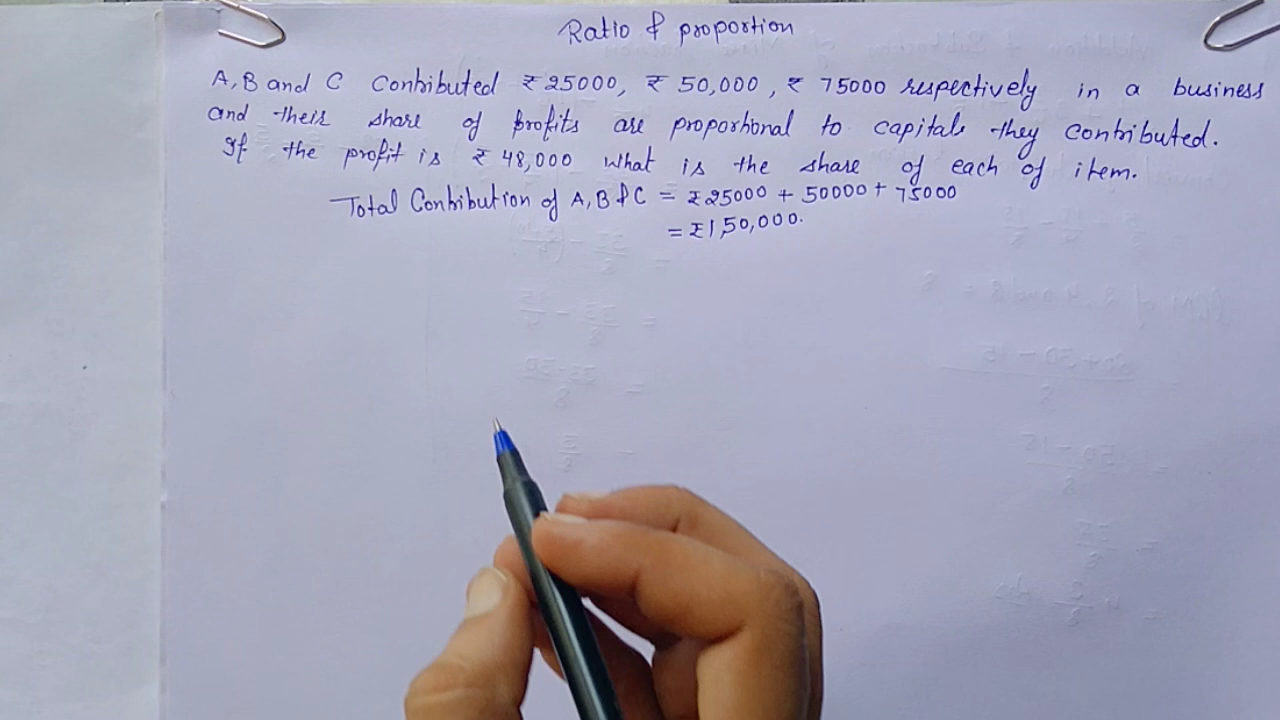 Ratio & proportion
A, B and C Contributed ₹ 25000, ₹ 50,000, ₹ 75000 respectively in a business
and their share of profits are proportional to capitals they contributed.
If the profit is ₹ 48,000 what is the share of each of item.
Total Contribution of A, B & C = ₹25000 + 50000 + 75000
= ₹1,50,000.